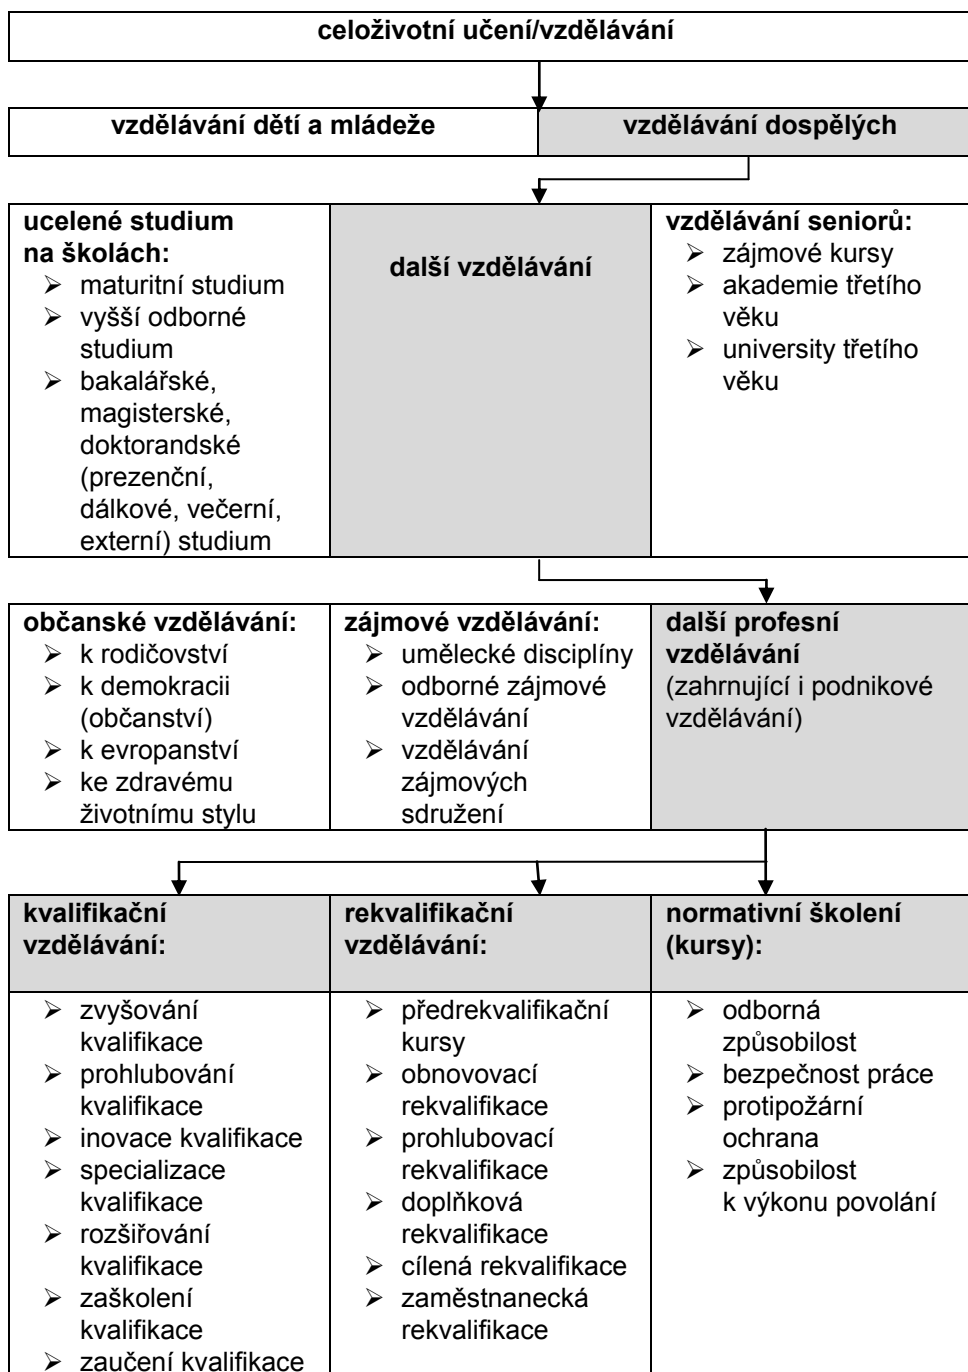 celoživotní učení/vzdělávání
vzdělávání dětí a mládeže
vzdělávání dospělých
ucelené studium
na školách:
➢ maturitní studium
➢ vyšší odborné
studium
➢ bakalářské,
magisterské,
doktorandské
(prezenční,
dálkové, večerní,
externí) studium
další vzdělávání
vzdělávání seniorů:
➢ zájmové kursy
➢ akademie třetího
věku
➢ university třetího
věku
občanské vzdělávání:
➢ k rodičovství
➢ k demokracii
(občanství)
➢ k evropanství
➢ ke zdravému
životnímu stylu
zájmové vzdělávání:
➢ umělecké disciplíny
➢ odborné zájmové
vzdělávání
➢ vzdělávání
zájmových
sdružení
další profesní
vzdělávání
(zahrnující i podnikové
vzdělávání)
kvalifikační
vzdělávání:
rekvalifikační
vzdělávání:
normativní školení
(kursy):
➢ zvyšování
kvalifikace
➢ prohlubování
kvalifikace
➢ inovace kvalifikace
➢ specializace
kvalifikace
➢ rozšiřování
kvalifikace
➢ zaškolení
kvalifikace
➢ zaučení kvalifikace
➢ předrekvalifikační
kursy
➢ obnovovací
rekvalifikace
➢ prohlubovací
rekvalifikace
➢ doplňková
rekvalifikace
➢ cílená rekvalifikace
➢ zaměstnanecká
rekvalifikace
➢ odborná
způsobilost
➢ bezpečnost práce
➢ protipožární
ochrana
➢ způsobilost
k výkonu povolání